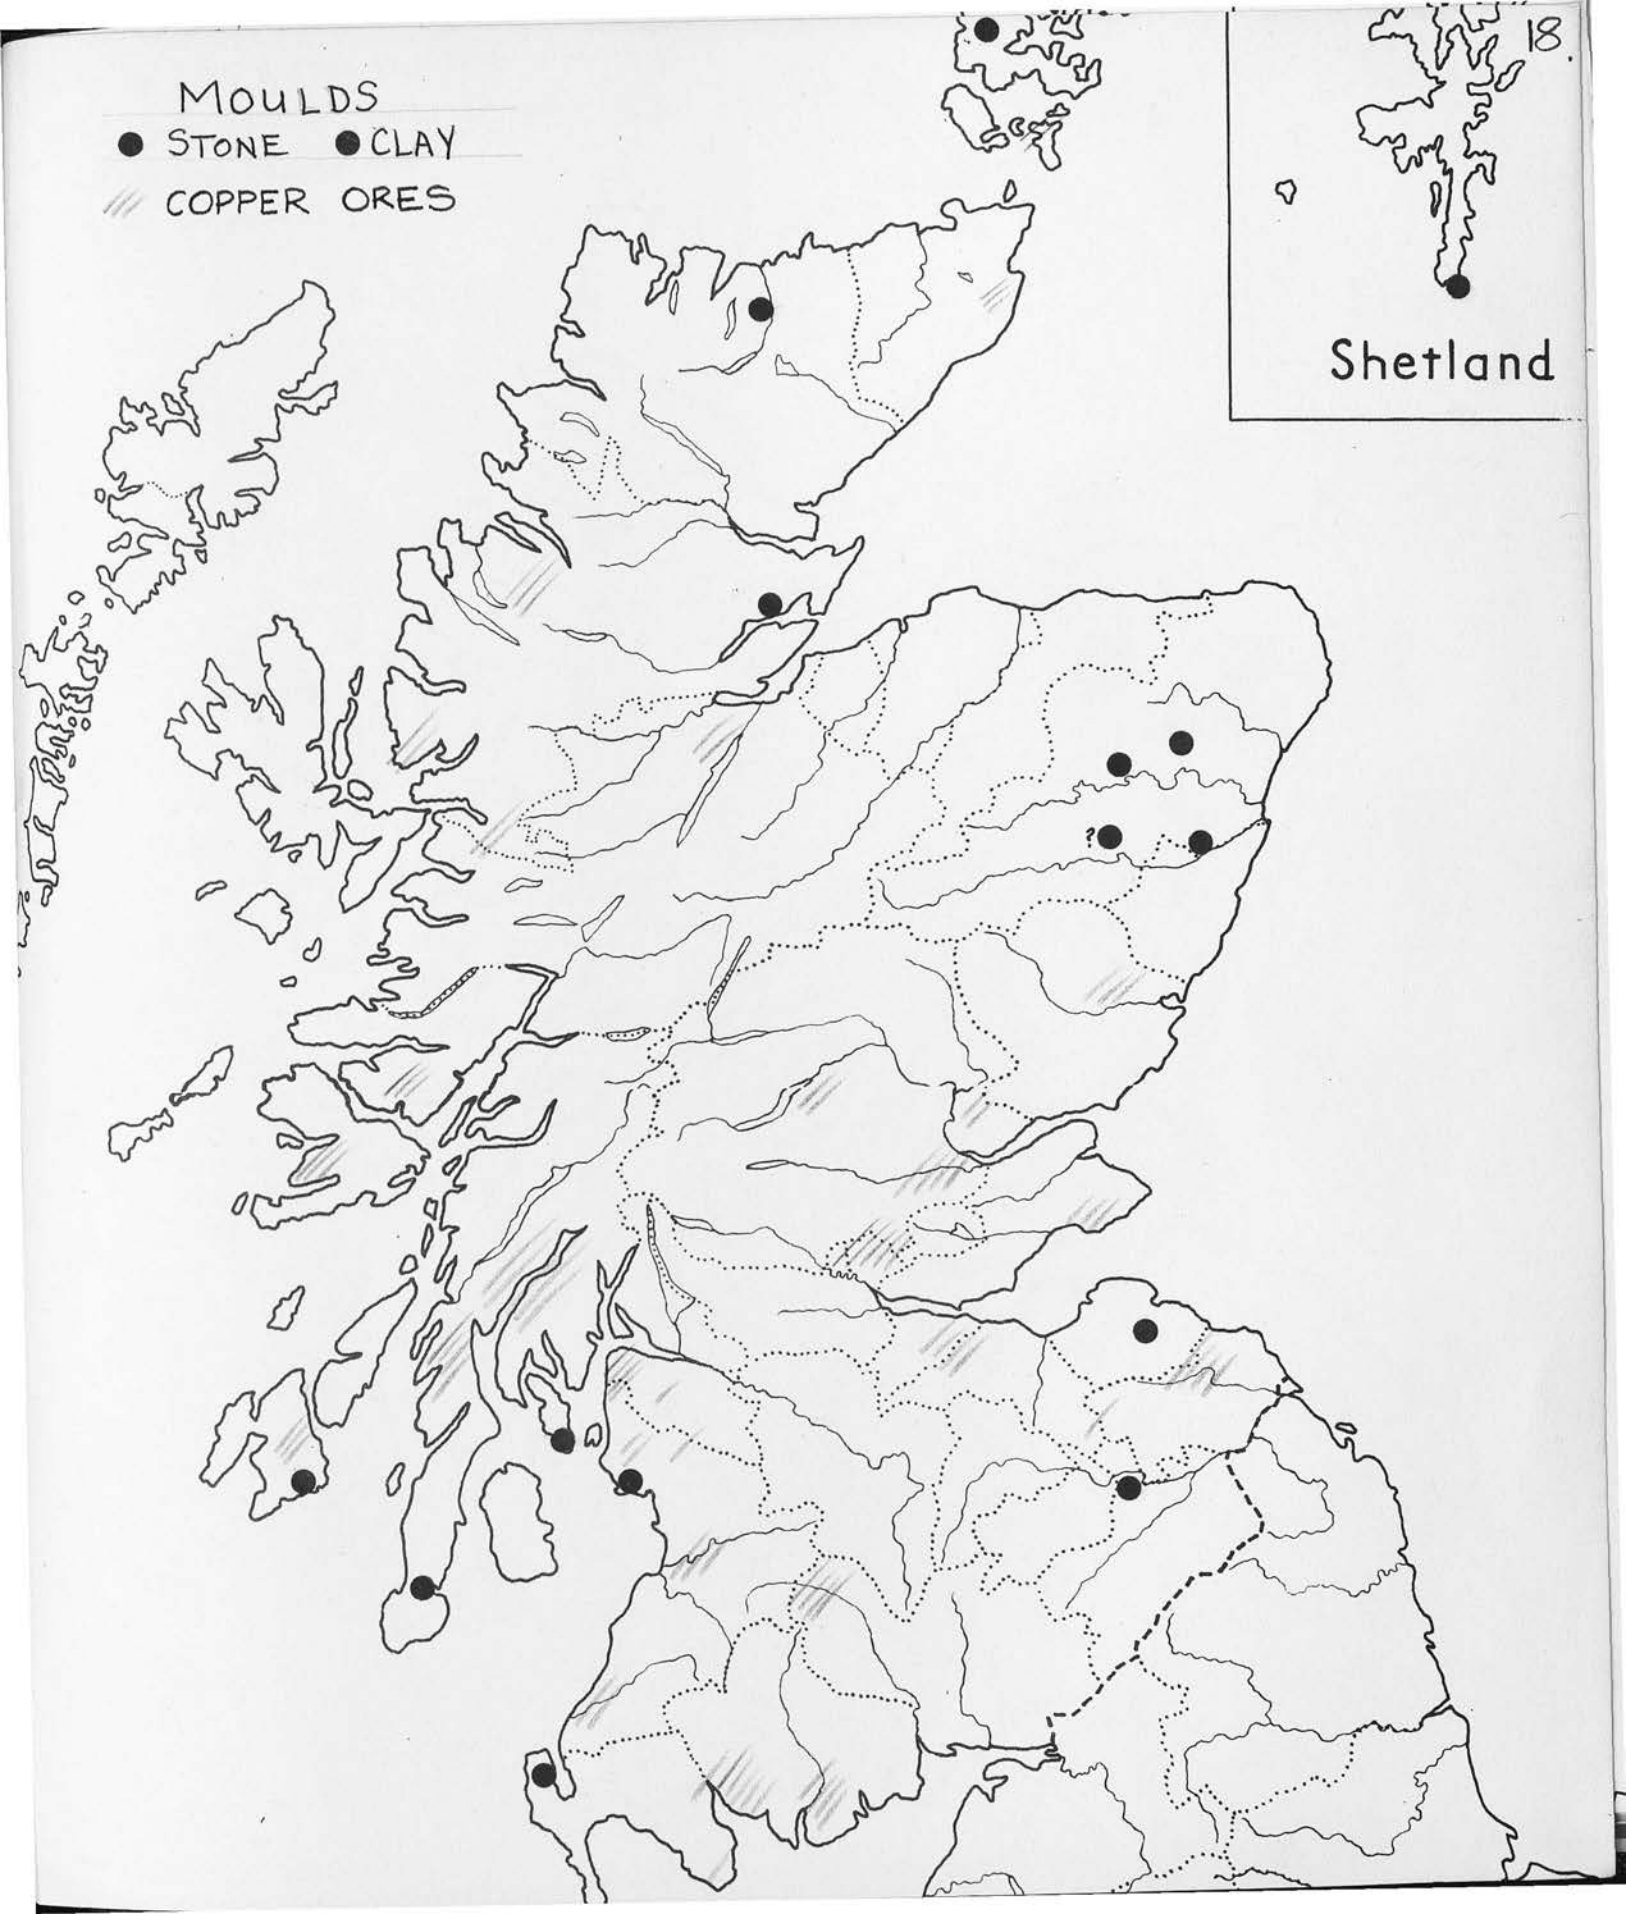 18.
MOULDS
STONE CLAY
COPPER ORES
Shetland
?